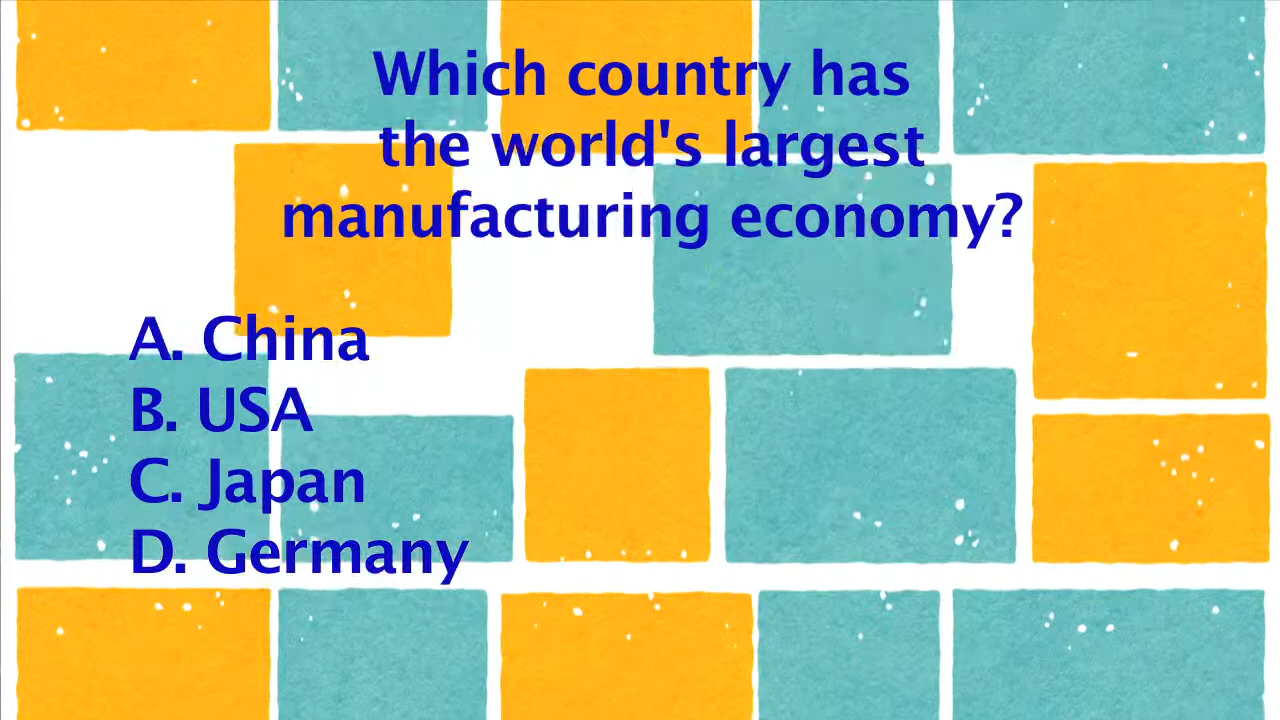 Which country has
the world's largest
manufacturing economy?
A. China
B. USA
C. Japan
D. Germany